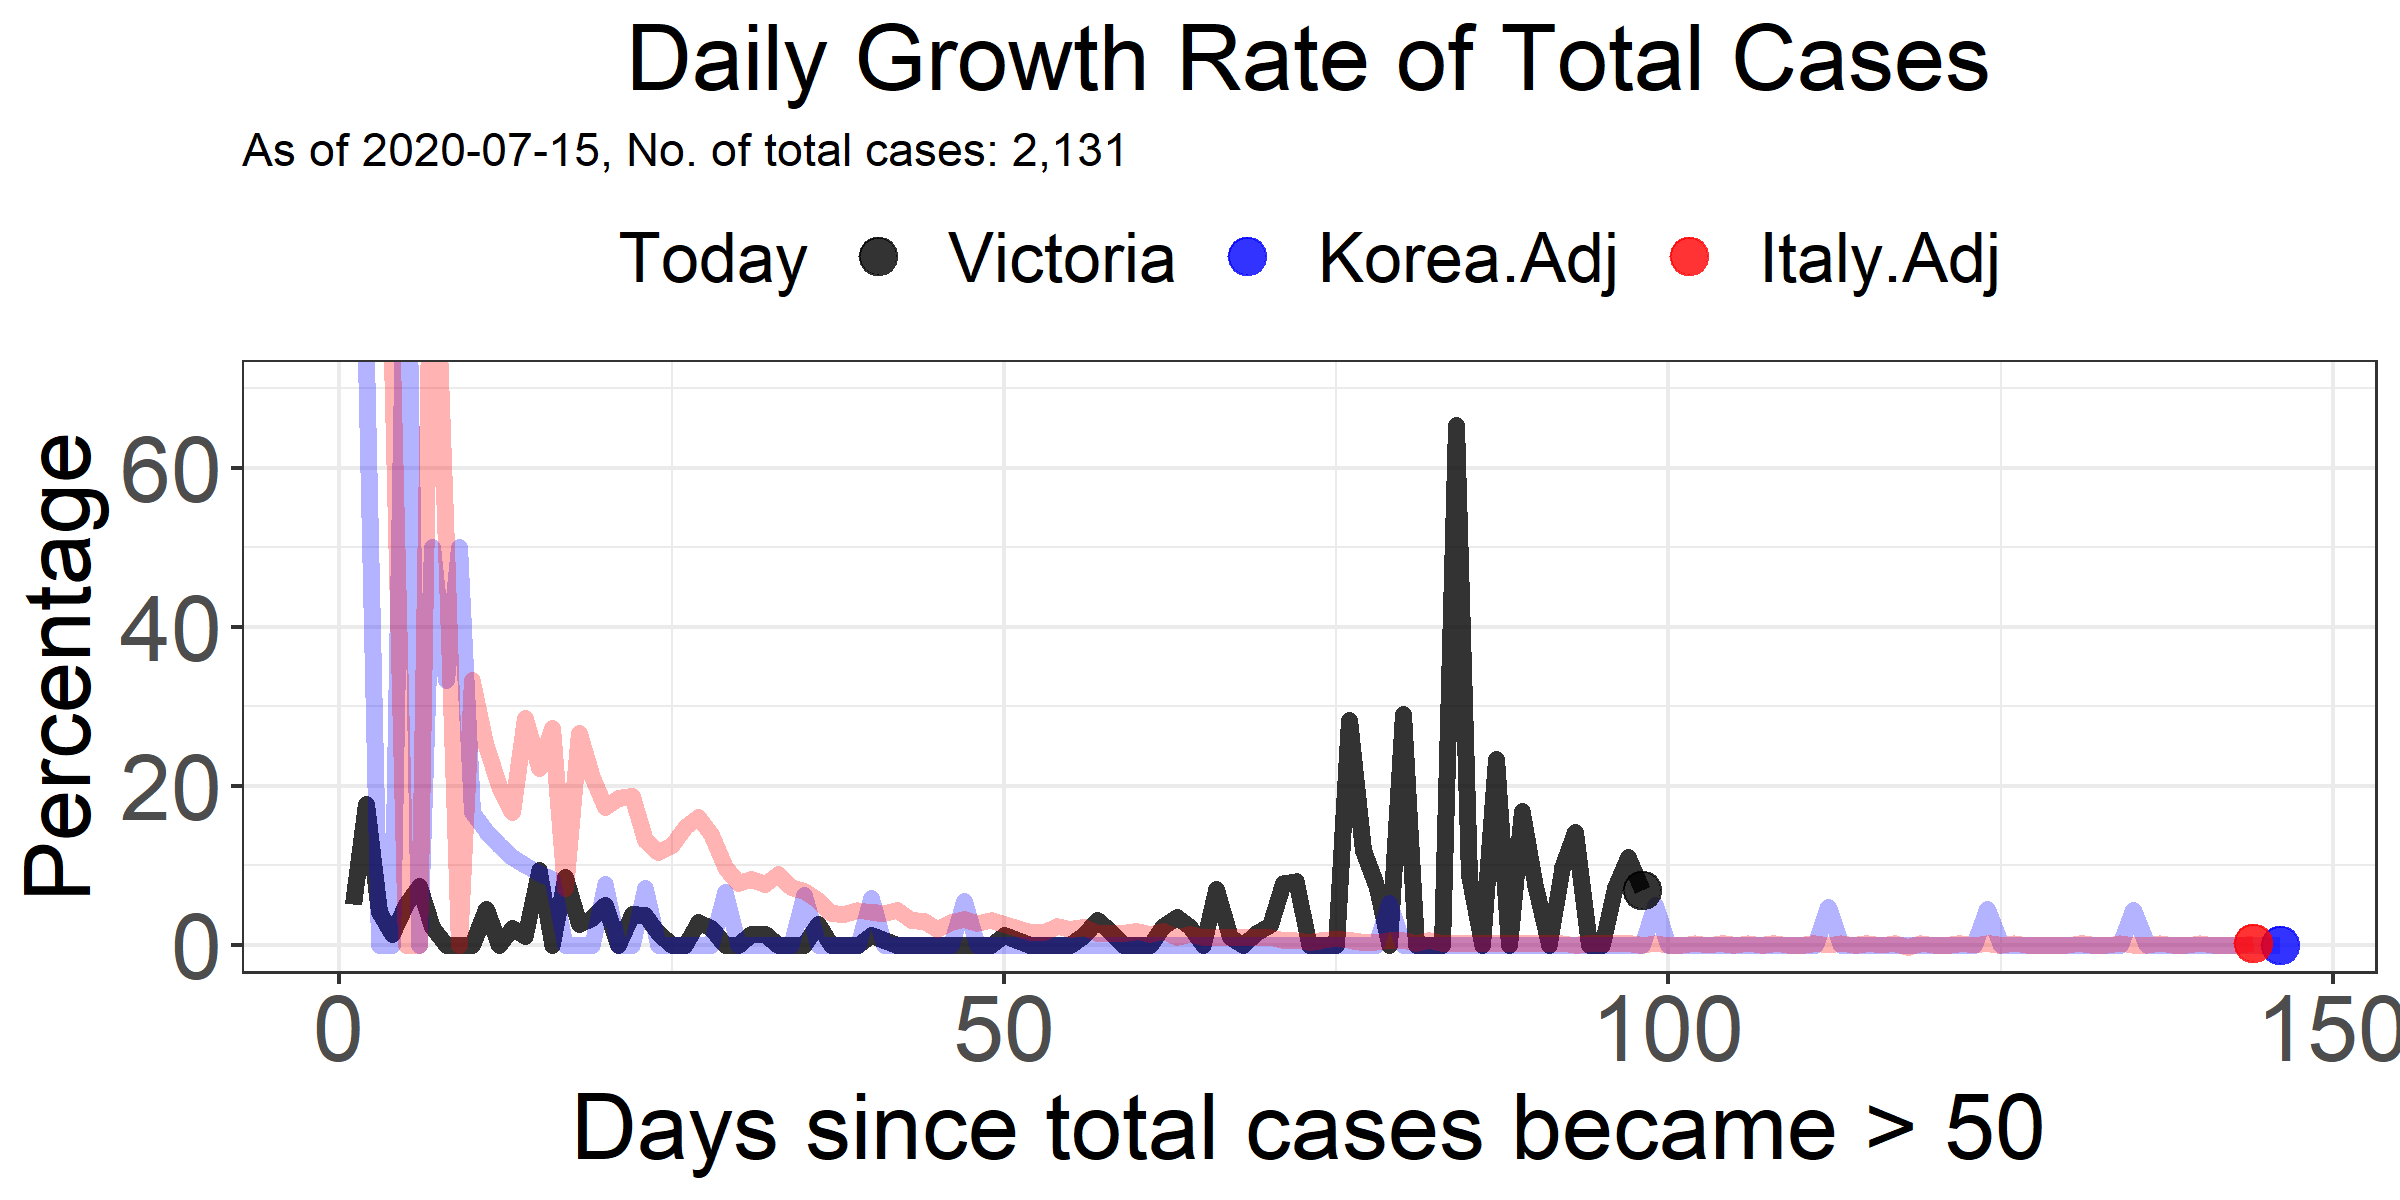 Daily Growth Rate of Total Cases
As of 2020-07-15, No. of total cases: 2,131
Today Victoria Korea.Adj Italy.Adj
Percentage
60
40
20
0
0 50 100 150
Days since total cases became > 50